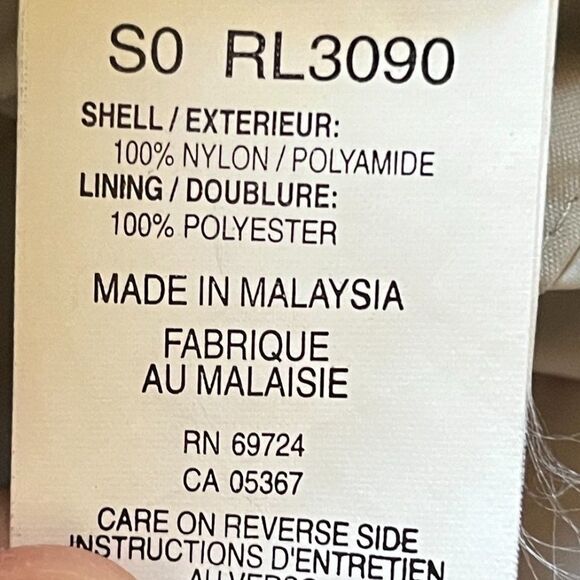 S0 RL3090
SHELL / EXTERIEUR:
100% NYLON / POLYAMIDE
LINING / DOUBLURE:
100% POLYESTER
MADE IN MALAYSIA
FABRIQUE
AU MALAISIE
RN 69724
CA 05367
CARE ON REVERSE SIDE
INSTRUCTIONS D'ENTRETIEN